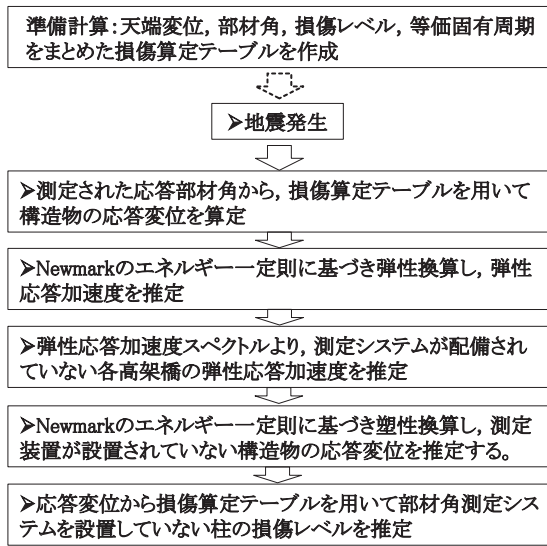 準備計算：天端変位，部材角，損傷レベル，等価固有周期
をまとめた損傷算定テーブルを作成
➢地震発生
➢測定された応答部材角から，損傷算定テーブルを用いて
構造物の応答変位を算定
➢Newmarkのエネルギー一定則に基づき弾性換算し，弾性
応答加速度を推定
➢弾性応答加速度スペクトルより，測定システムが配備され
ていない各高架橋の弾性応答加速度を推定
➢Newmarkのエネルギー一定則に基づき塑性換算し，測定
装置が設置されていない構造物の応答変位を推定する。
➢応答変位から損傷算定テーブルを用いて部材角測定シス
テムを設置していない柱の損傷レベルを推定